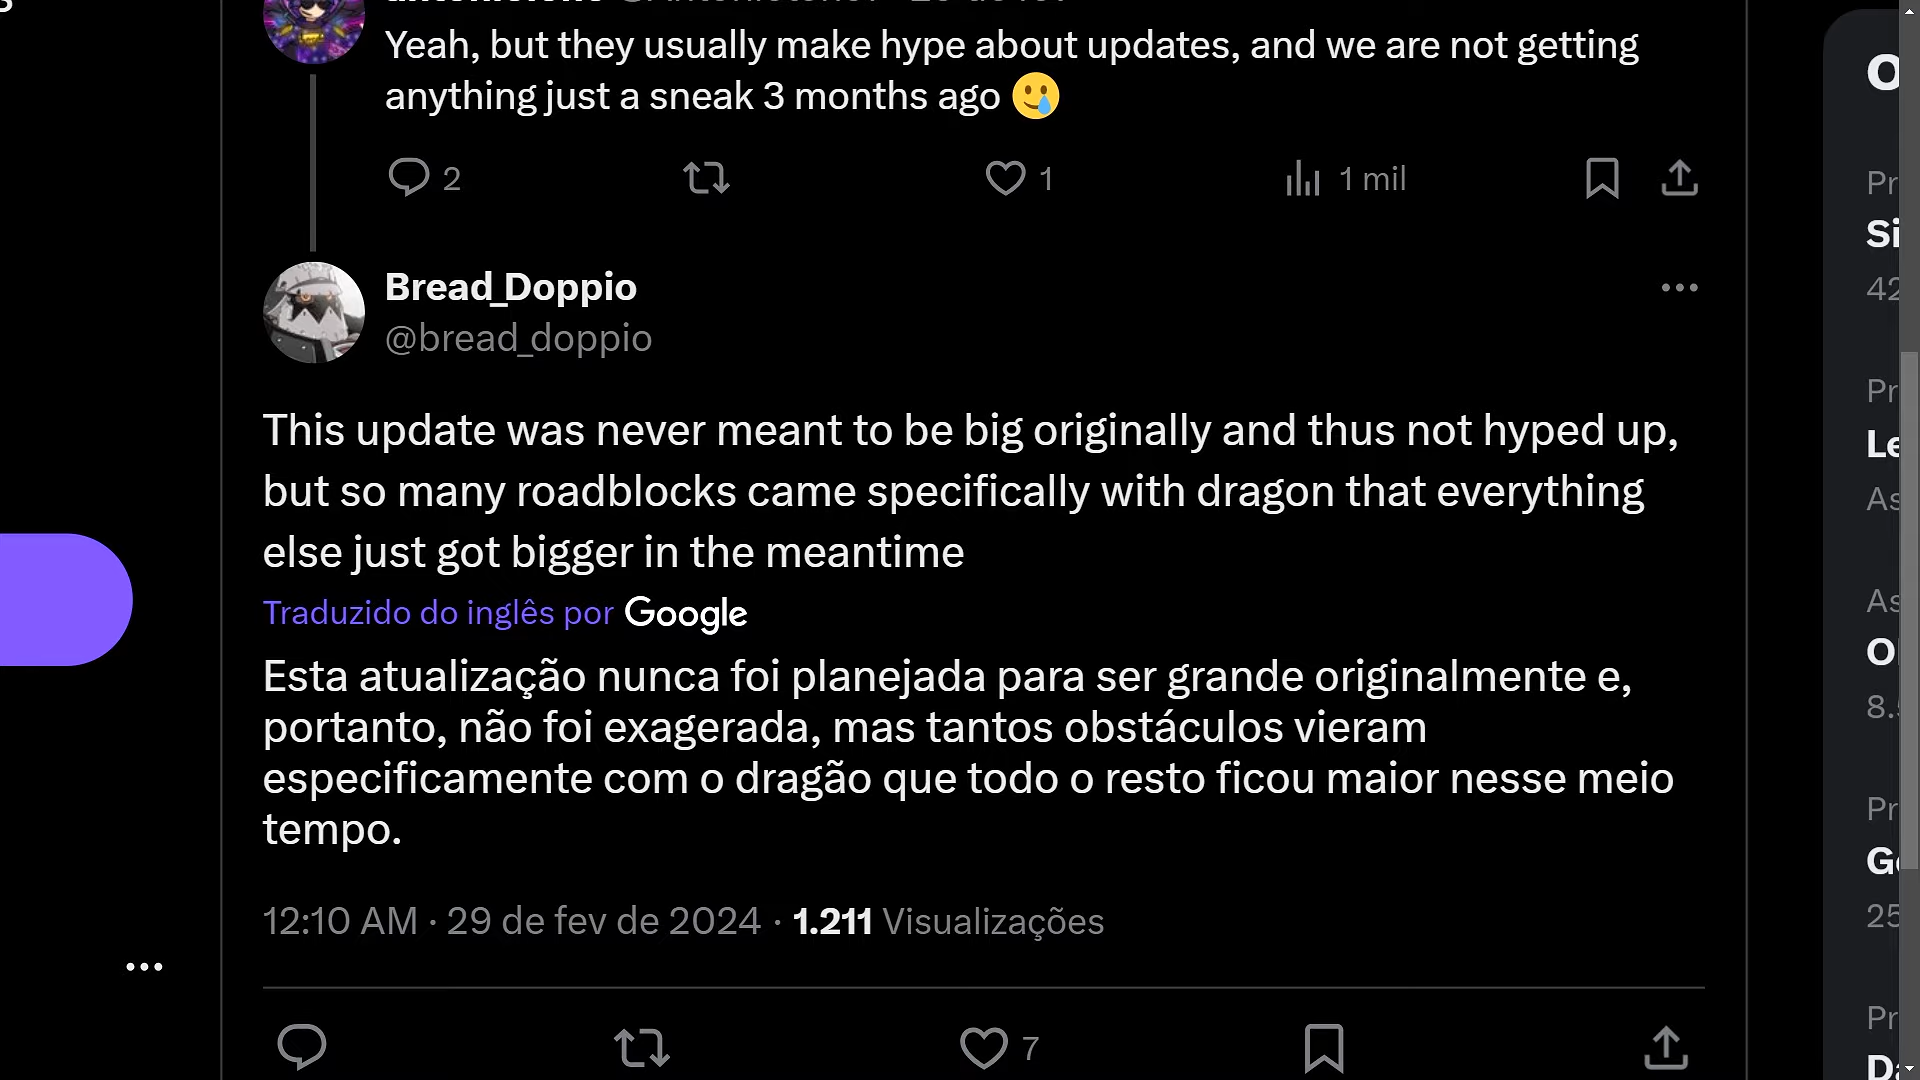 Yeah, but they usually make hype about updates, and we are not getting
anything just a sneak 3 months ago 🥲
2
1
1 mil
Bread_Doppio
@bread_doppio
This update was never meant to be big originally and thus not hyped up,
but so many roadblocks came specifically with dragon that everything
else just got bigger in the meantime
Traduzido do inglês por Google
Esta atualização nunca foi planejada para ser grande originalmente e,
portanto, não foi exagerada, mas tantos obstáculos vieram
especificamente com o dragão que todo o resto ficou maior nesse meio
tempo.
12:10 AM · 29 de fev de 2024 · 1.211 Visualizações
7